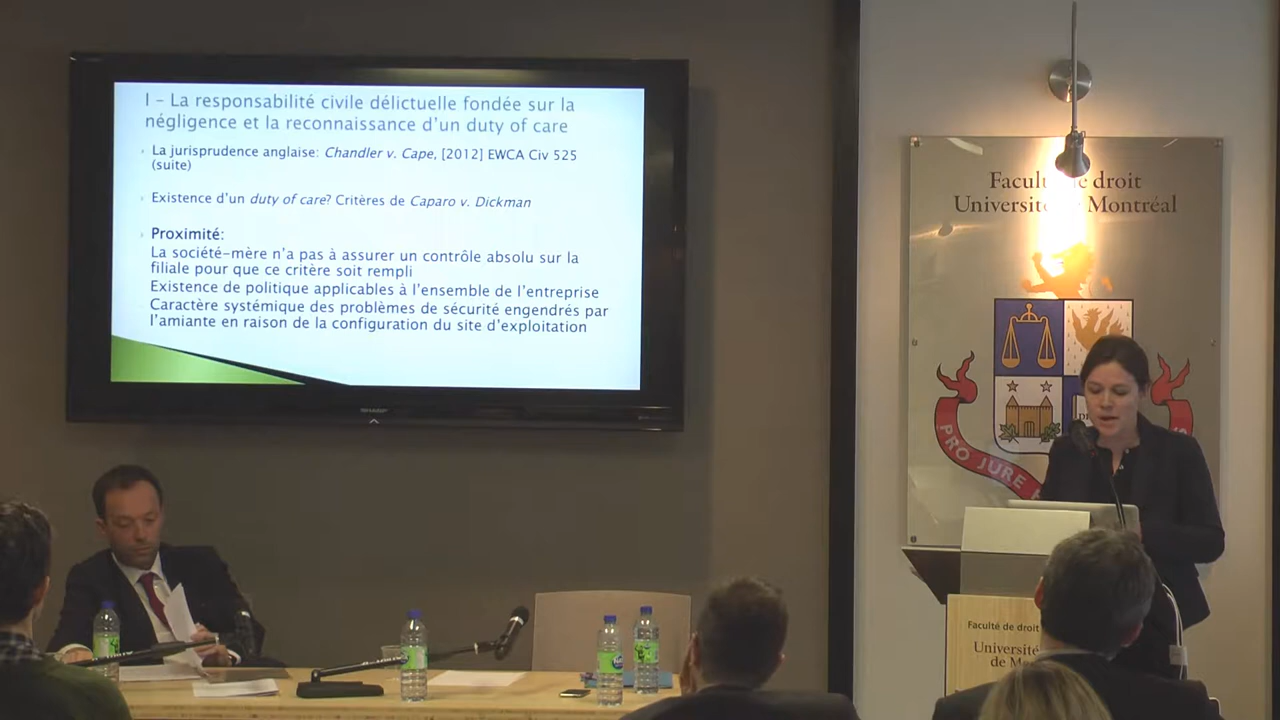 I – La responsabilité civile délictuelle fondée sur la
négligence et la reconnaissance d'un duty of care
La jurisprudence anglaise: Chandler v. Cape, [2012] EWCA Civ 525
(suite)
Existence d'un duty of care? Critères de Caparo v. Dickman
Proximité:
La société-mère n'a pas à assurer un contrôle absolu sur la
filiale pour que ce critère soit rempli
Existence de politique applicables à l'ensemble de l'entreprise
Caractère systémique des problèmes de sécurité engendrés par
l'amiante en raison de la configuration du site d'exploitation
SHARP
Faculté de droit
Université de Montréal
PRO JURE
Faculté de droit
Université
de